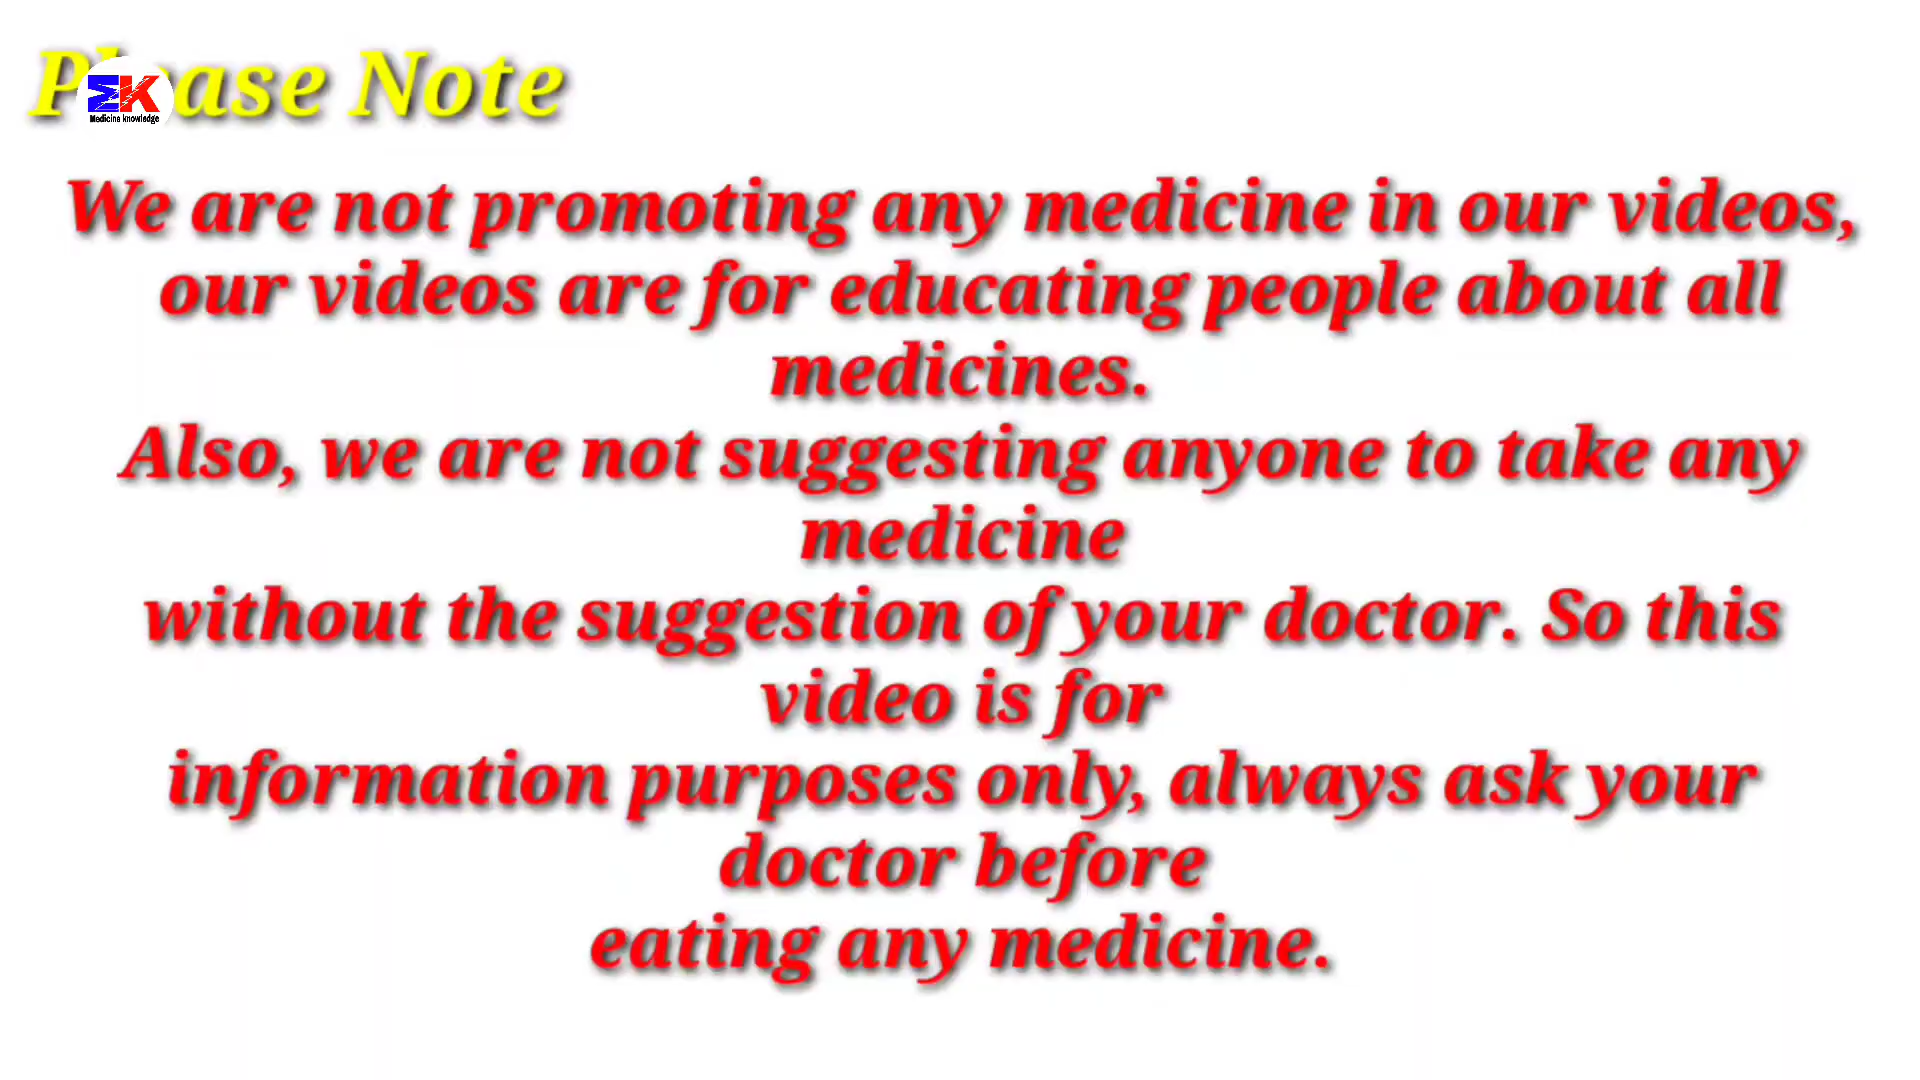 Please Note
MK
Medicine knowledge
We are not promoting any medicine in our videos,
our videos are for educating people about all
medicines.
Also, we are not suggesting anyone to take any
medicine
without the suggestion of your doctor. So this
video is for
information purposes only, always ask your
doctor before
eating any medicine.